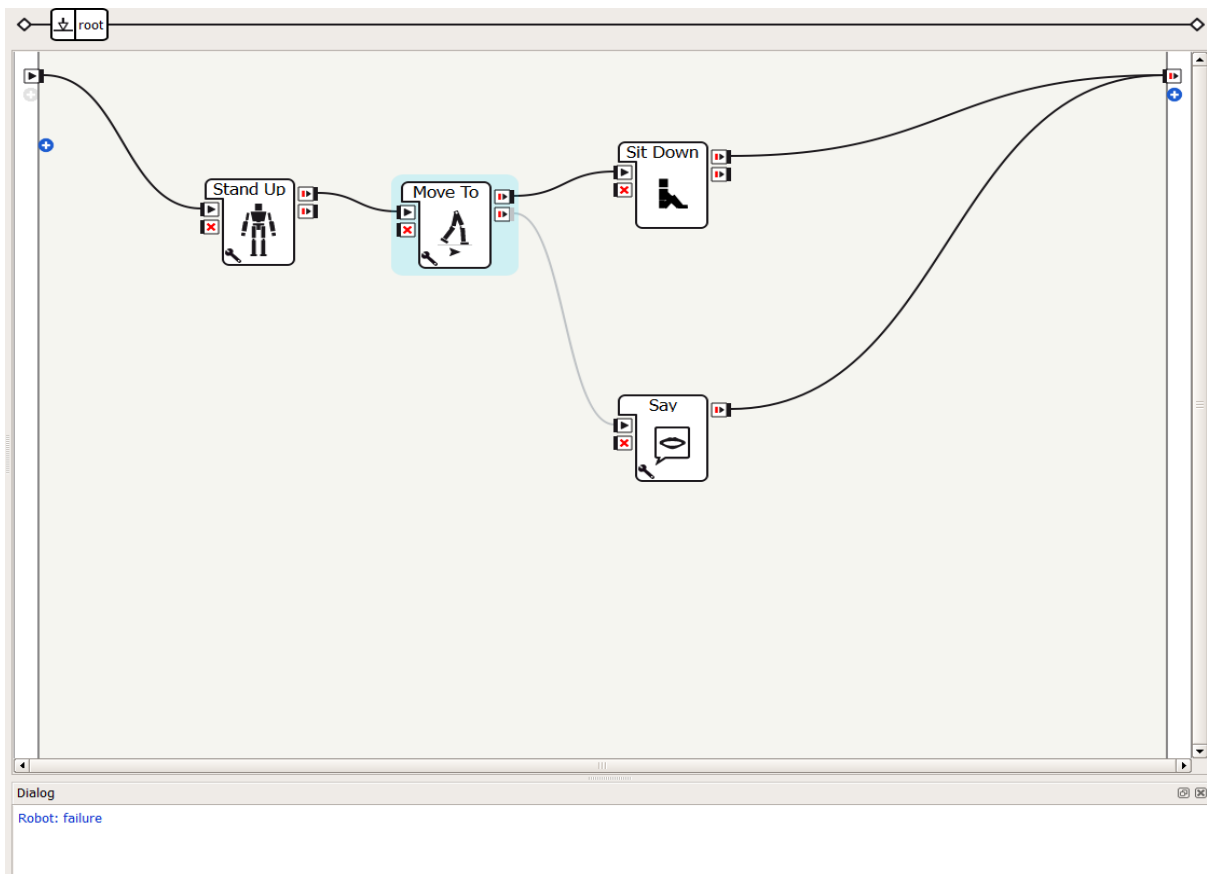 root
Stand Up
Move To
Sit Down
Say
Dialog
Robot: failure